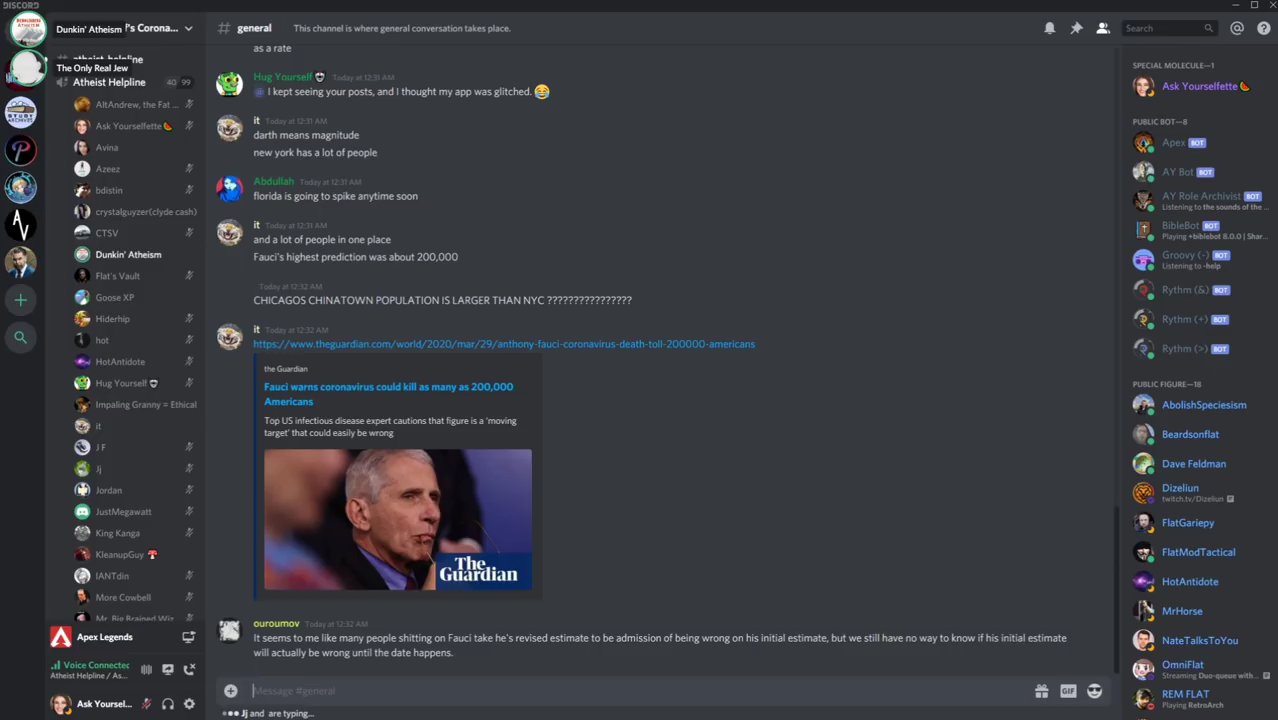 DISCORD
Dunkin' Atheism
's Corona...
atheist-helpline
The Only Real Jew
Atheist Helpline 40 99
AltAndrew, the Fat ...
Ask Yourselfette
Avina
Azeez
bdistin
crystalguyzer(clyde cash)
CTSV
Dunkin' Atheism
Flat's Vault
Goose XP
Hiderhip
hot
HotAntidote
Hug Yourself
Impaling Granny = Ethical
it
J F
Jj
Jordan
JustMegawatt
King Kanga
KleanupGuy
lANTdin
More Cowbell
Mr. Big Brained Wiz
Apex Legends
Voice Connected
Atheist Helpline / As...
Ask Yoursel...
STUDY
ARCHIVES
AV
# general This channel is where general conversation takes place.
Search
as a rate
Hug Yourself Today at 12:31 AM
@ I kept seeing your posts, and I thought my app was glitched. 😂
it Today at 12:31 AM
darth means magnitude
new york has a lot of people
Abdullah Today at 12:31 AM
florida is going to spike anytime soon
it Today at 12:31 AM
and a lot of people in one place
Fauci's highest prediction was about 200,000
Today at 12:32 AM
CHICAGOS CHINATOWN POPULATION IS LARGER THAN NYC ????????????????
it Today at 12:32 AM
https://www.theguardian.com/world/2020/mar/29/anthony-fauci-coronavirus-death-toll-200000-americans
the Guardian
Fauci warns coronavirus could kill as many as 200,000
Americans
Top US infectious disease expert cautions that figure is a 'moving
target' that could easily be wrong
The
Guardian
ouroumov Today at 12:32 AM
It seems to me like many people shitting on Fauci take he's revised estimate to be admission of being wrong on his initial estimate, but we still have no way to know if his initial estimate
will actually be wrong until the date happens.
Message #general
GIF
Jj and are typing...
SPECIAL MOLECULE—1
Ask Yourselfette
PUBLIC BOT—8
Apex BOT
AY Bot BOT
AY Role Archivist BOT
Listening to the sounds of the ...
BibleBot BOT
Playing +biblebot 8.0.0 | Shar...
Groovy (-) BOT
Listening to -help
Rythm (&) BOT
Rythm (+) BOT
Rythm (>) BOT
PUBLIC FIGURE—18
AbolishSpeciesism
Beardsonflat
Dave Feldman
Dizeliun
twitch.tv/Dizeliun
FlatGariepy
FlatModTactical
HotAntidote
MrHorse
NateTalksToYou
OmniFlat
Streaming Duo-queue with...
REM FLAT
Playing RetroArch